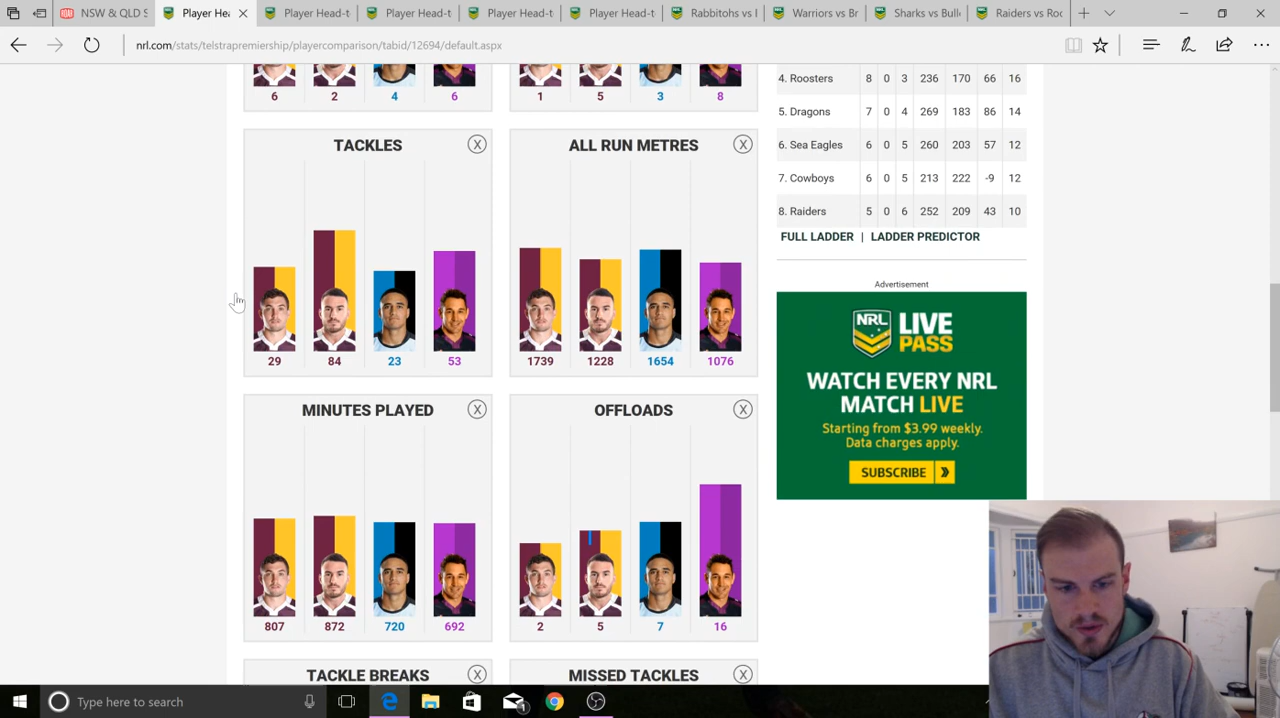 NSW & QLD S
Player Head-
Player Head-t
Player Head-t
Player Head-t
Rabbitohs vs I
Broncos vs W
Sharks vs Bull
Raiders vs Roo
nrl.com/stats/telstrapremiership/playercomparison/tabid/12694/default.aspx
6 2 4 6
1 5 3 8
4. Roosters 8 0 3 236 170 66 16
5. Dragons 7 0 4 269 183 86 14
6. Sea Eagles 6 0 5 260 203 57 12
7. Cowboys 6 0 5 213 222 -9 12
8. Raiders 5 0 6 252 209 43 10
FULL LADDER | LADDER PREDICTOR
TACKLES X
29 84 23 53
ALL RUN METRES X
1739 1228 1654 1076
Advertisement
NRL LIVE
PASS
WATCH EVERY NRL
MATCH LIVE
Starting from $3.99 weekly.
Data charges apply.
SUBSCRIBE
MINUTES PLAYED X
807 872 720 692
OFFLOADS X
2 5 7 16
TACKLE BREAKS X
MISSED TACKLES X
Type here to search
1